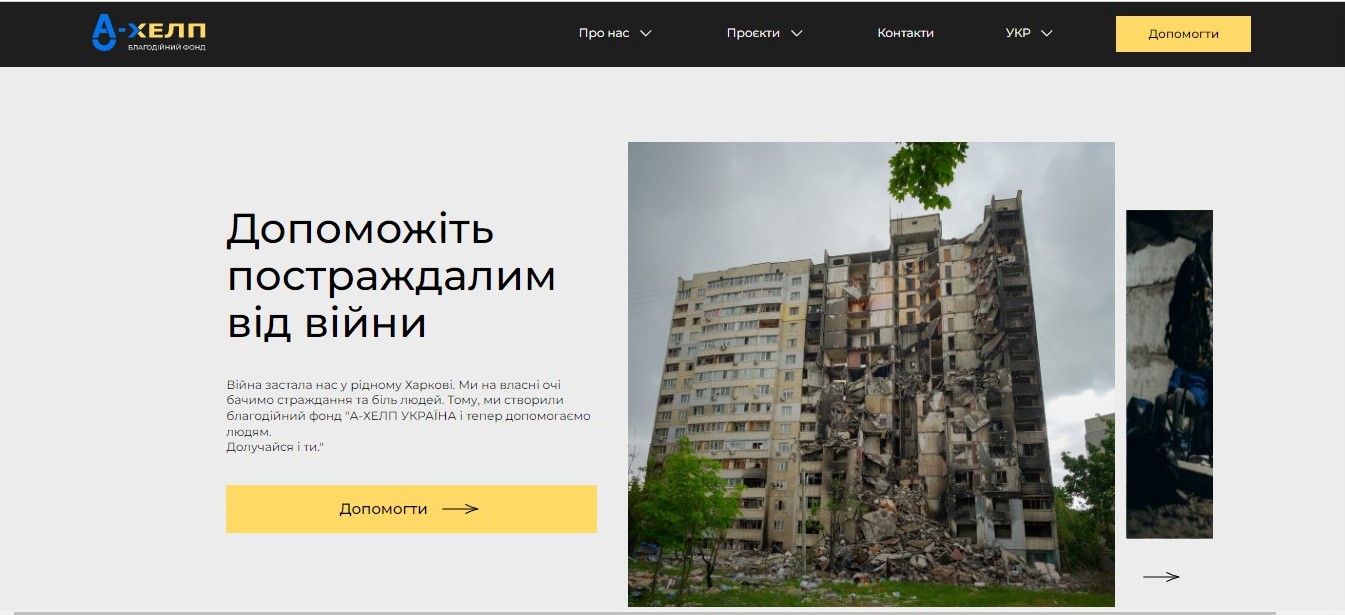 А-ХЕЛП
БЛАГОДІЙНИЙ ФОНД
Про нас
Проєкти
Контакти
УКР
Допомогти
Допоможіть
постраждалим
від війни
Війна застала нас у рідному Харкові. Ми на власні очі
бачимо страждання та біль людей. Тому, ми створили
благодійний фонд "А-ХЕЛП УКРАЇНА і тепер допомогаємо
людям.
Долучайся і ти."
Допомогти